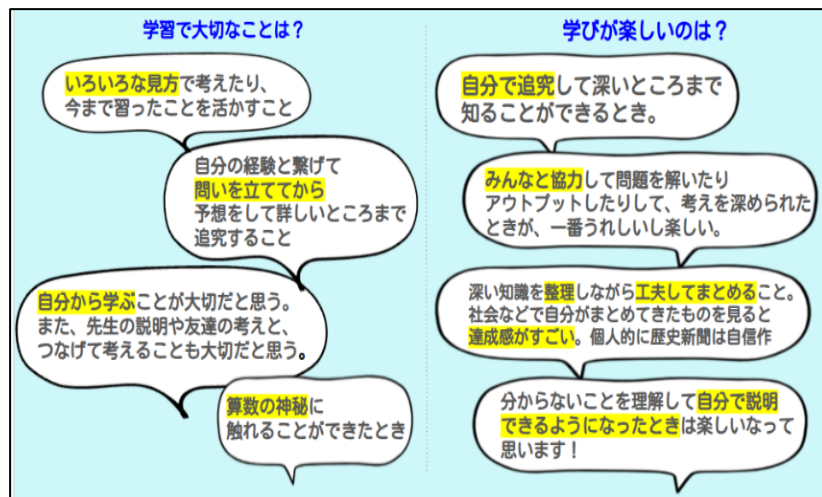 学習で大切なことは？
いろいろな見方で考えたり、
今まで習ったことを活かすこと
自分の経験と繋げて
問いを立ててから
予想をして詳しいところまで
追究すること
自分から学ぶことが大切だと思う。
また、先生の説明や友達の考えと、
つなげて考えることも大切だと思う。
算数の神秘に
触れることができたとき
学びが楽しいのは？
自分で追究して深いところまで
知ることができるとき。
みんなと協力して問題を解いたり
アウトプットしたりして、考えを深められた
ときが、一番うれしいし楽しい。
深い知識を整理しながら工夫してまとめること。
社会などで自分がまとめてきたものを見ると
達成感がすごい。個人的に歴史新聞は自信作
分からないことを理解して自分で説明
できるようになったときは楽しいなって
思います！